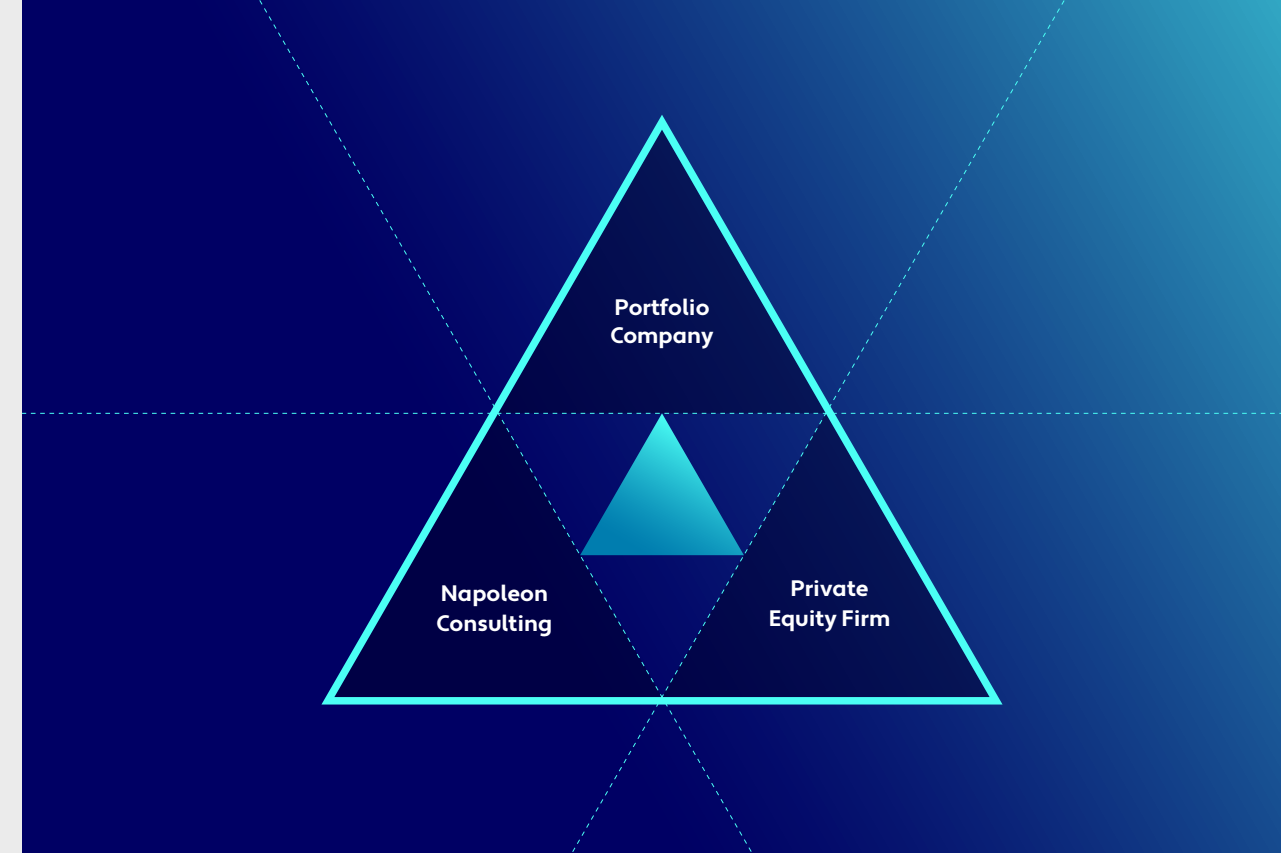 Portfolio
Company
Napoleon
Consulting
Private
Equity Firm